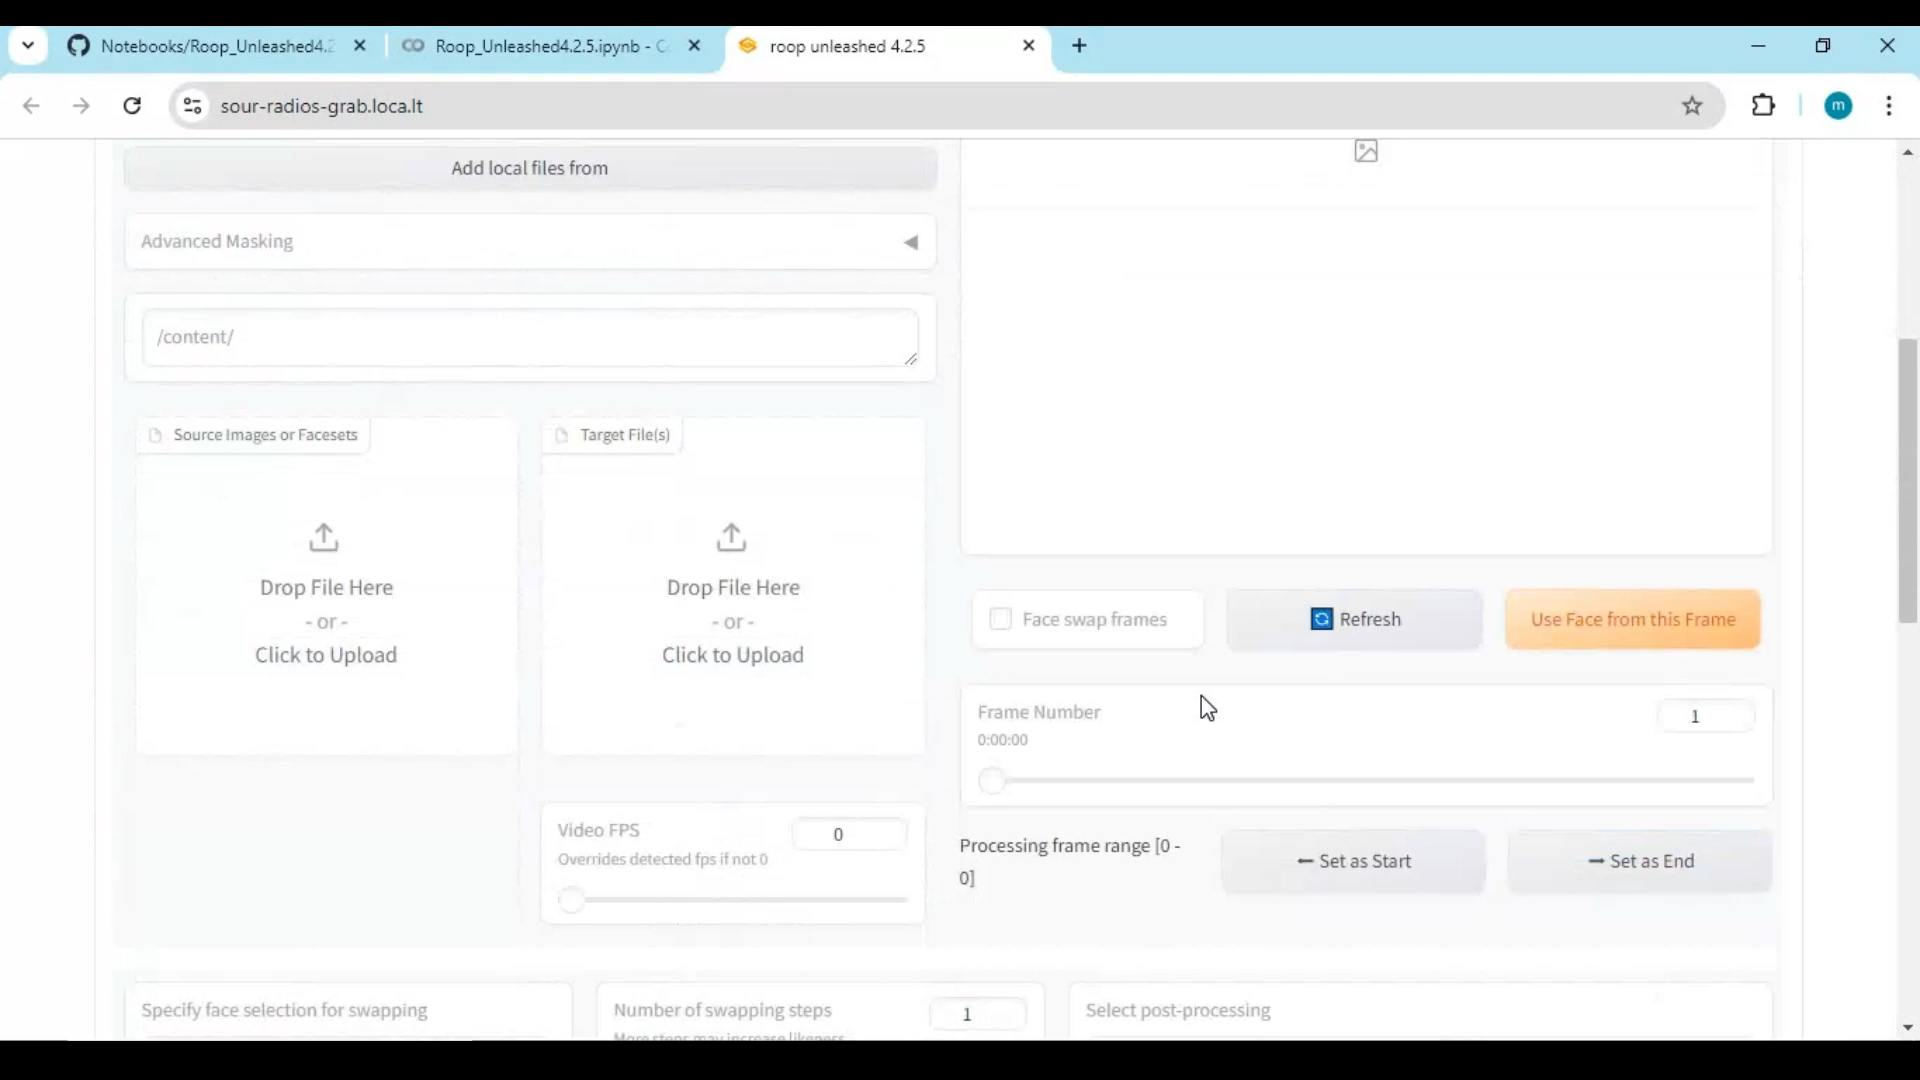 Notebooks/Roop_Unleashed4.2
Roop_Unleashed4.2.5.ipynb - C
roop unleashed 4.2.5
sour-radios-grab.loca.lt
m
Add local files from
Advanced Masking
/content/
Source Images or Facesets
Target File(s)
Drop File Here
- or -
Click to Upload
Drop File Here
- or -
Click to Upload
Face swap frames
Refresh
Use Face from this Frame
Frame Number
1
0:00:00
Video FPS
0
Overrides detected fps if not 0
Processing frame range [0 -
0]
⬅ Set as Start
➡ Set as End
Specify face selection for swapping
Number of swapping steps
1
More steps may increase likeness
Select post-processing